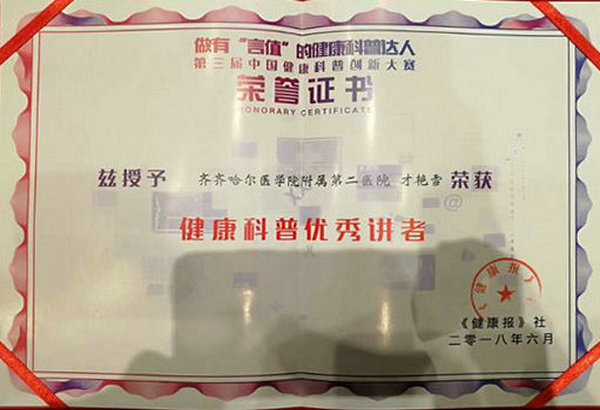 做有“言值”的健康科普达人
第三届中国健康科普创新大赛
荣誉证书
HONORARY CERTIFICATE
兹授予 齐齐哈尔医学院附属第二医院 才艳雪 荣获
健康科普优秀讲者
健康报
《健康报》社
二零一八年六月